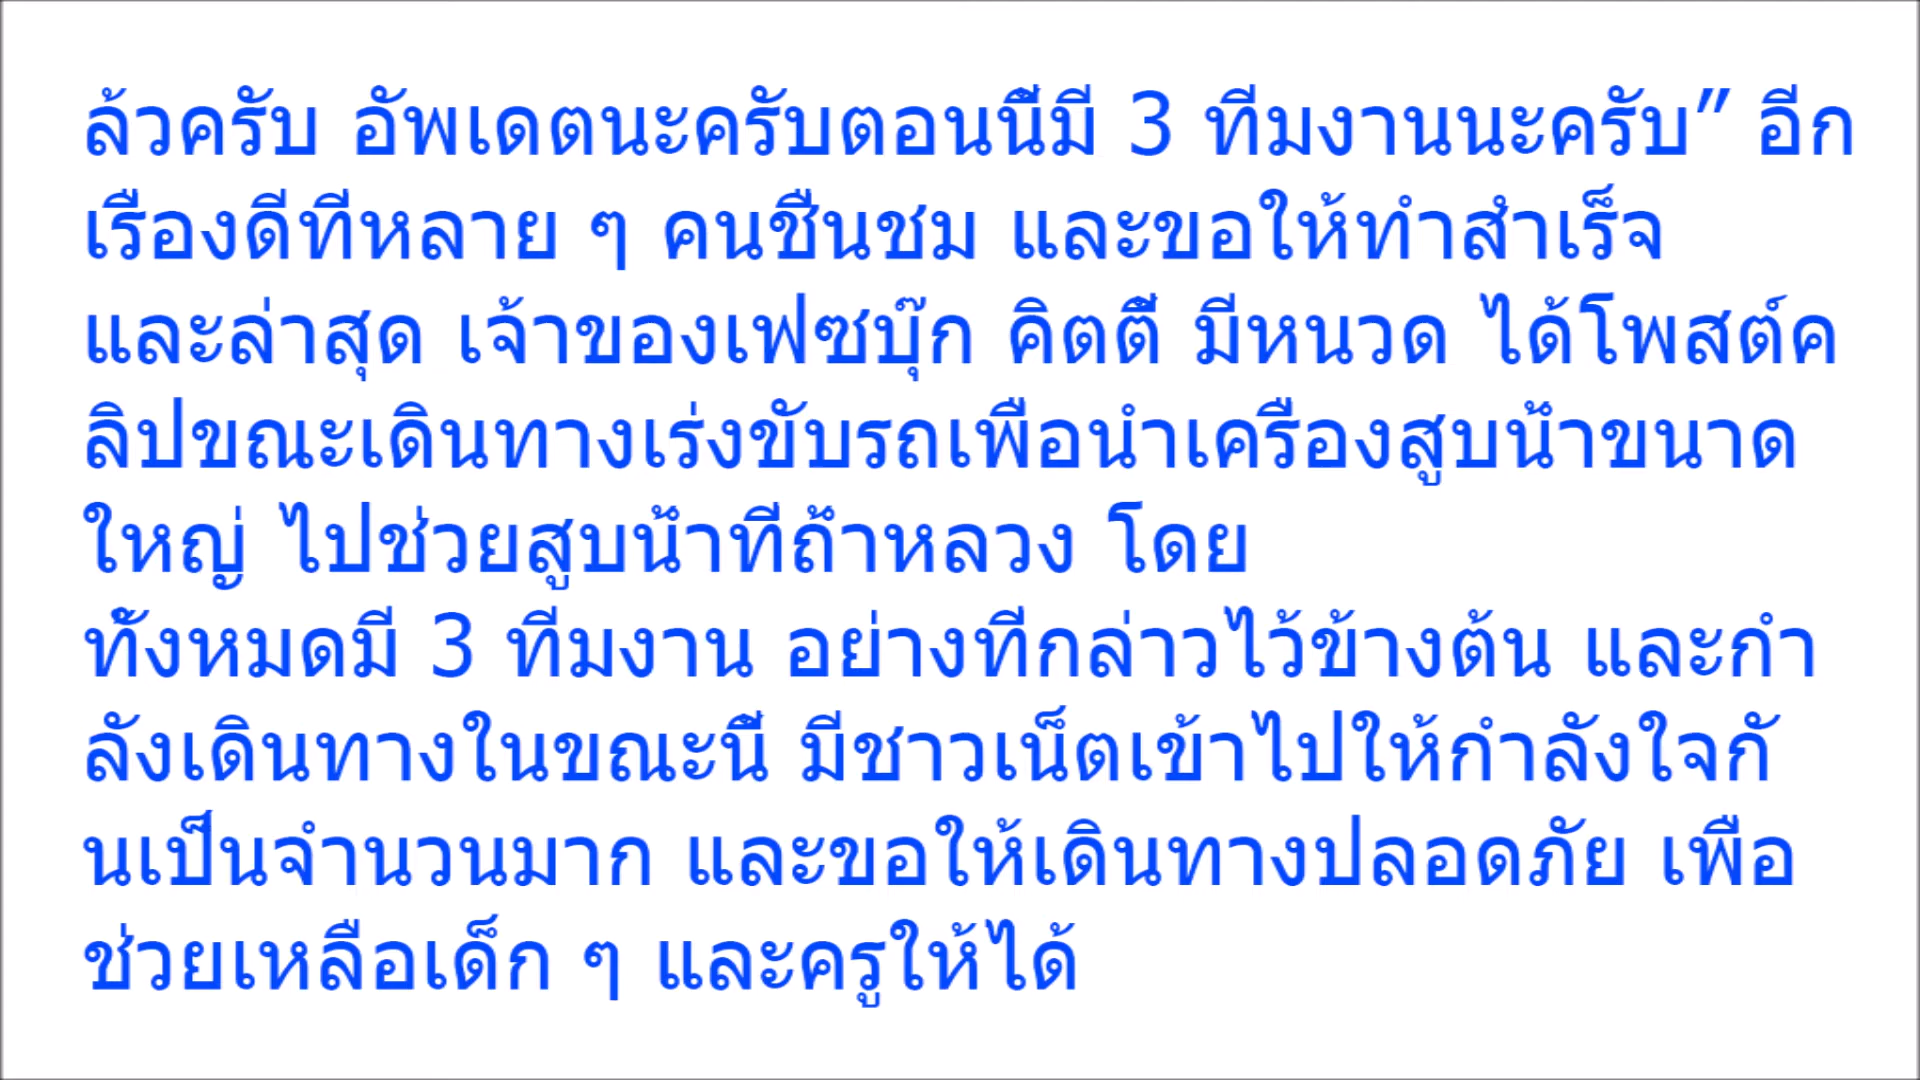 ล้วครับ อัพเดตนะครับตอนนี้มี 3 ทีมงานนะครับ” อีก
เรื่องดีที่หลาย ๆ คนชื่นชม และขอให้ทำสำเร็จ
และล่าสุด เจ้าของเฟซบุ๊ก คิตตี้ มีหนวด ได้โพสต์ค
ลิปขณะเดินทางเร่งขับรถเพื่อนำเครื่องสูบน้ำขนาด
ใหญ่ ไปช่วยสูบน้ำที่ถ้ำหลวง โดย
ทั้งหมดมี 3 ทีมงาน อย่างที่กล่าวไว้ข้างต้น และกำ
ลังเดินทางในขณะนี้ มีชาวเน็ตเข้าไปให้กำลังใจกั
นเป็นจำนวนมาก และขอให้เดินทางปลอดภัย เพื่อ
ช่วยเหลือเด็ก ๆ และครูให้ได้